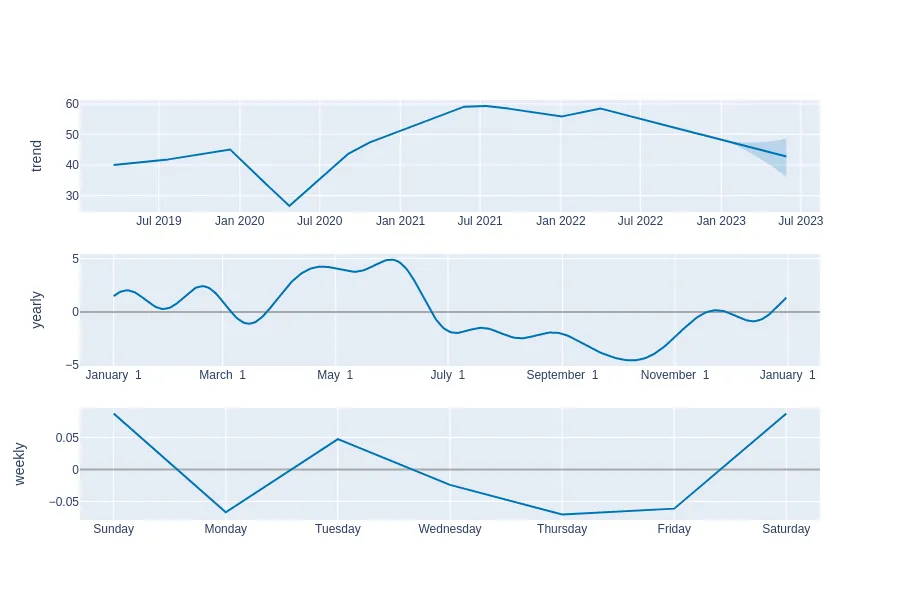 trend
60
50
40
30
Jul 2019 Jan 2020 Jul 2020 Jan 2021 Jul 2021 Jan 2022 Jul 2022 Jan 2023 Jul 2023
yearly
5
0
−5
January 1 March 1 May 1 July 1 September 1 November 1 January 1
weekly
0.05
0
−0.05
Sunday Monday Tuesday Wednesday Thursday Friday Saturday